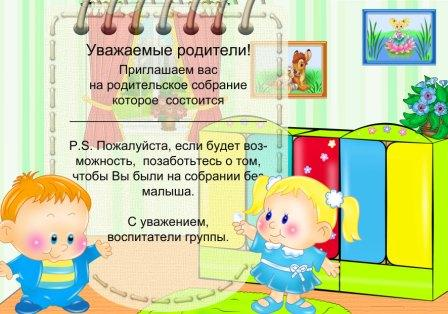 Уважаемые родители!
Приглашаем вас
на родительское собрание
которое состоится
P.S. Пожалуйста, если будет воз-
можность, позаботьтесь о том,
чтобы Вы были на собрании без
малыша.
С уважением,
воспитатели группы.